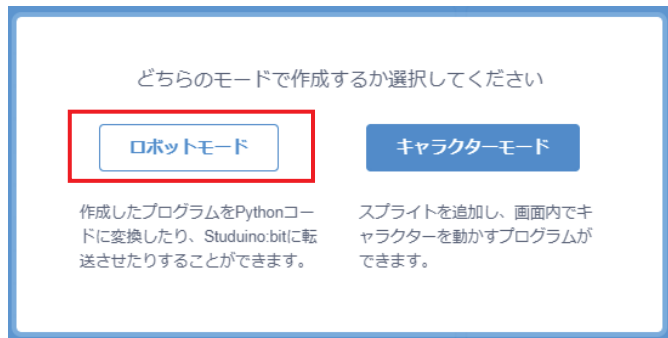 どちらのモードで作成するか選択してください
ロボットモード
キャラクターモード
作成したプログラムをPythonコー
ドに変換したり、Studuino:bitに転
送させたりすることができます。
スプライトを追加し、画面内でキ
ャラクターを動かすプログラムが
できます。